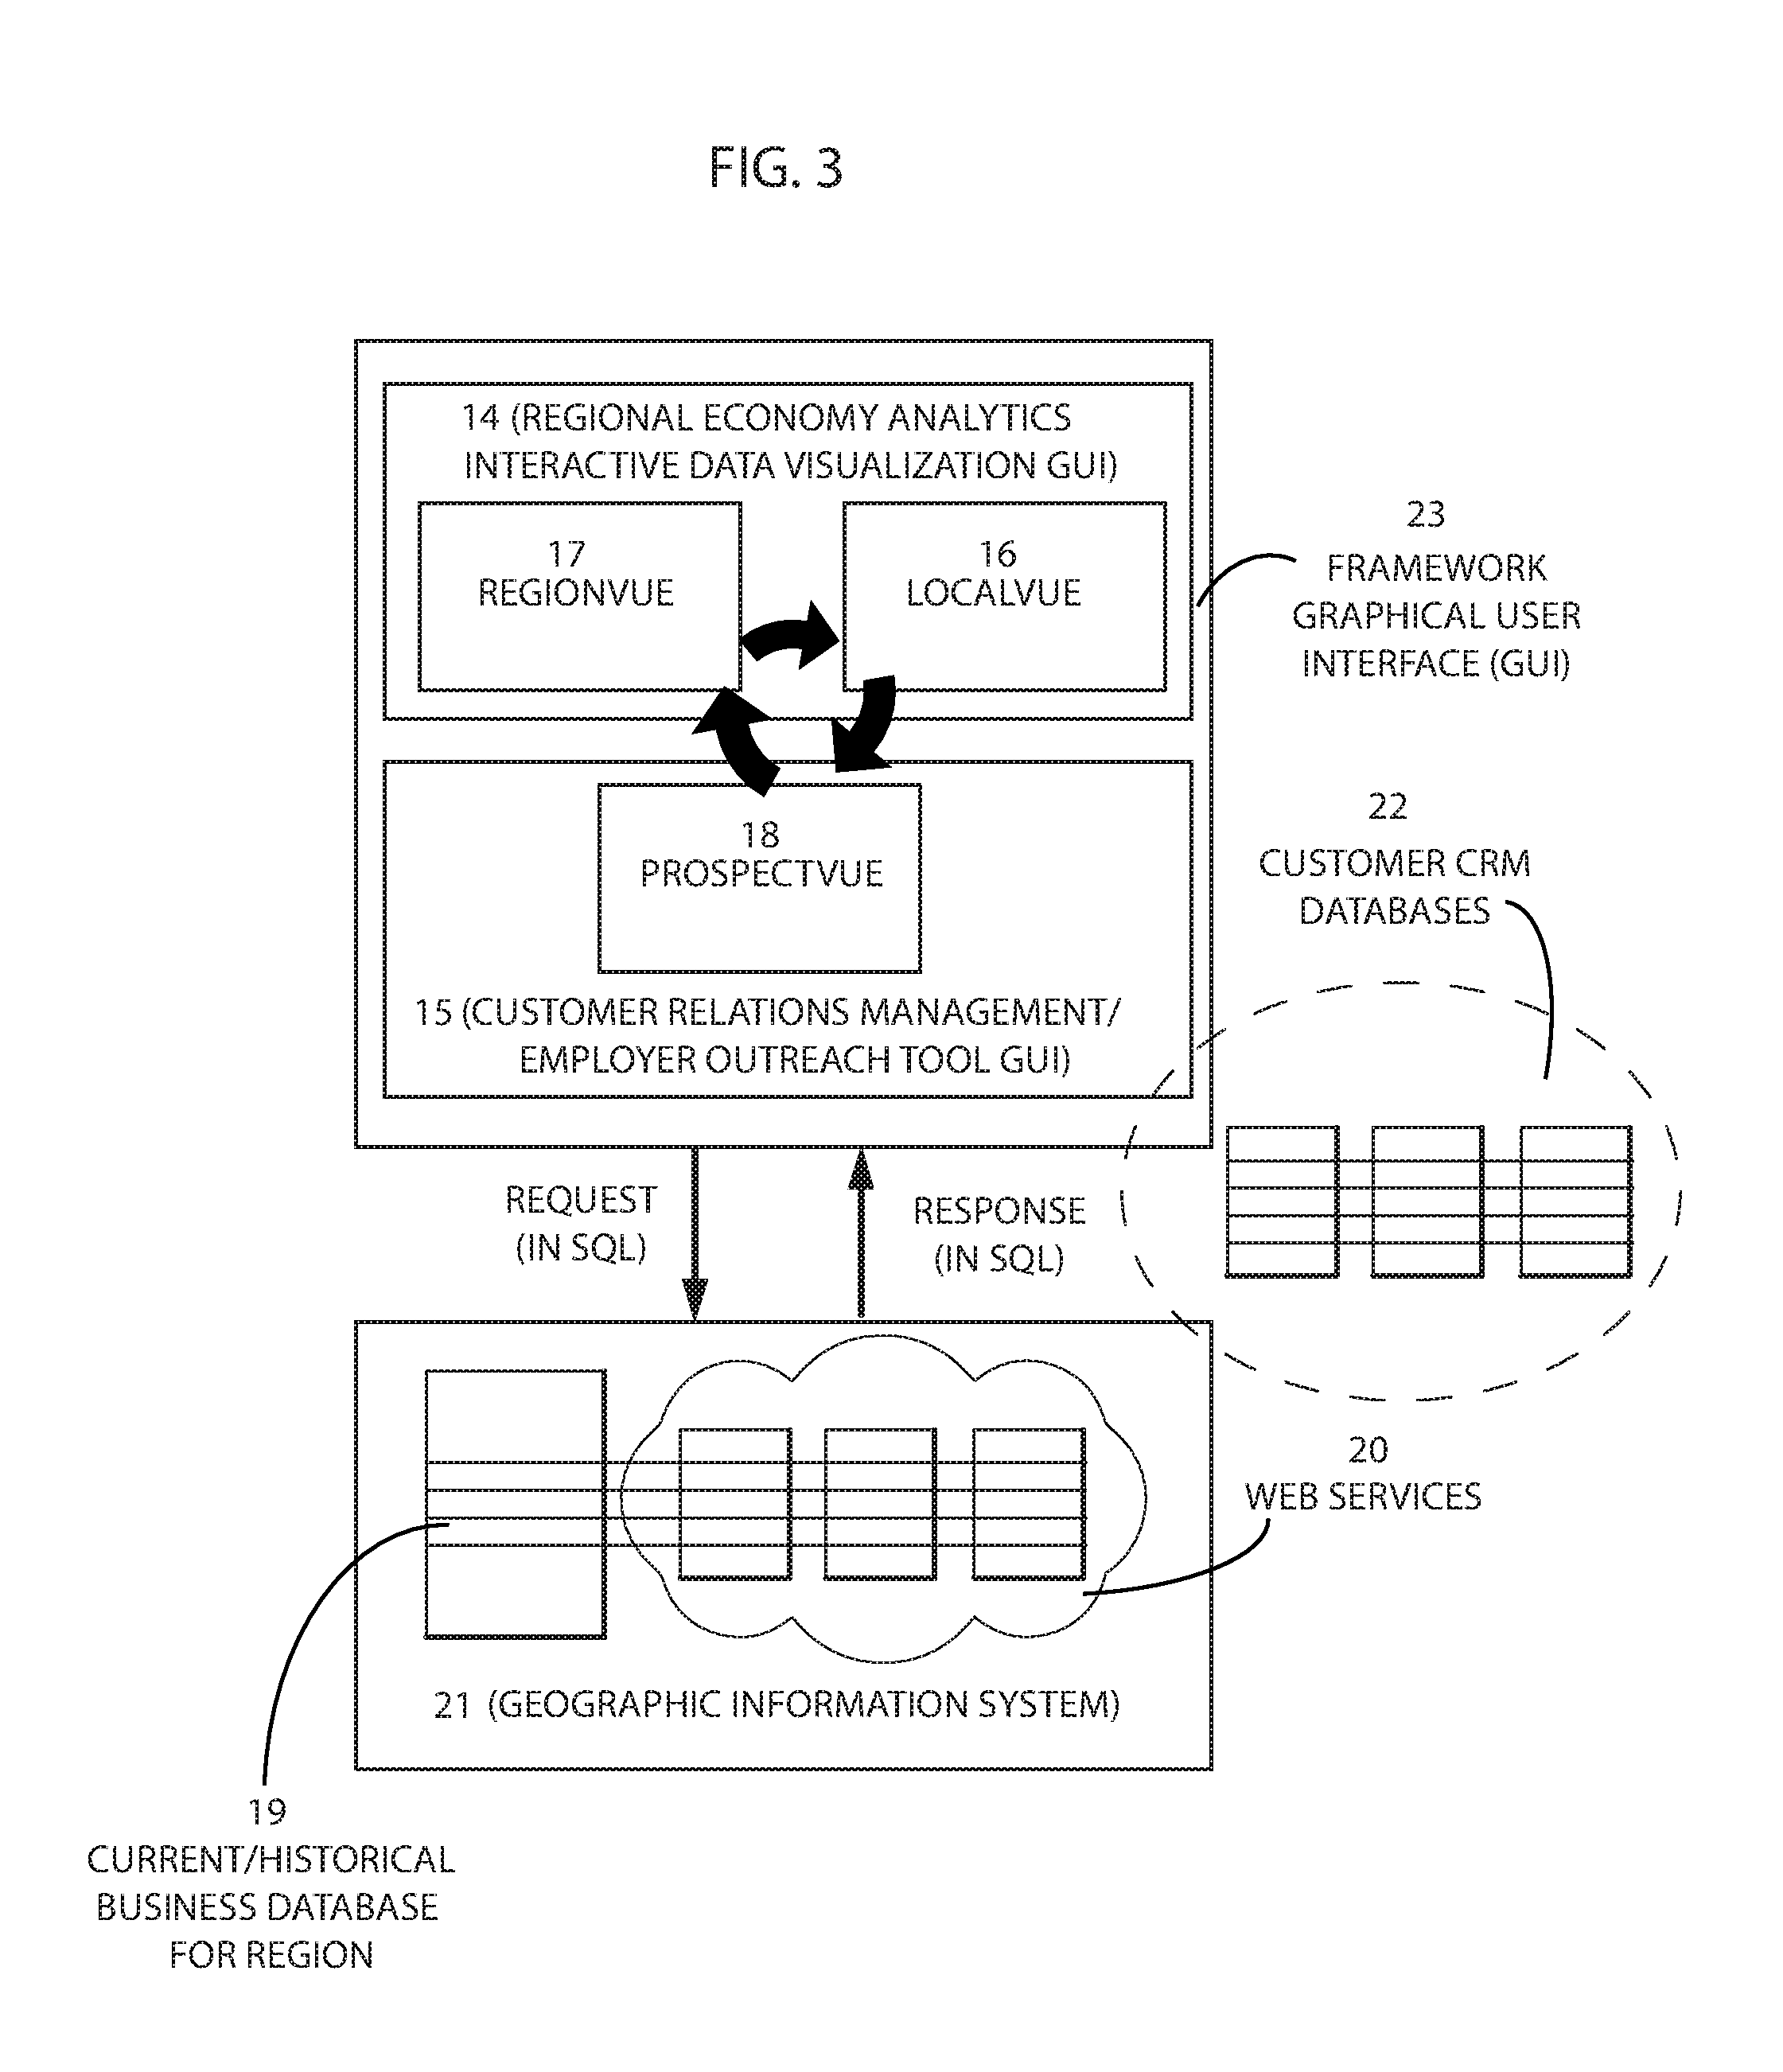 FIG. 3
14 (REGIONAL ECONOMY ANALYTICS
INTERACTIVE DATA VISUALIZATION GUI)
17
REGIONVUE
16
LOCALVUE
23
FRAMEWORK
GRAPHICAL USER
INTERFACE (GUI)
18
PROSPECTVUE
15 (CUSTOMER RELATIONS MANAGEMENT/
EMPLOYER OUTREACH TOOL GUI)
22
CUSTOMER CRM
DATABASES
REQUEST
(IN SQL)
RESPONSE
(IN SQL)
20
WEB SERVICES
21 (GEOGRAPHIC INFORMATION SYSTEM)
19
CURRENT/HISTORICAL
BUSINESS DATABASE
FOR REGION